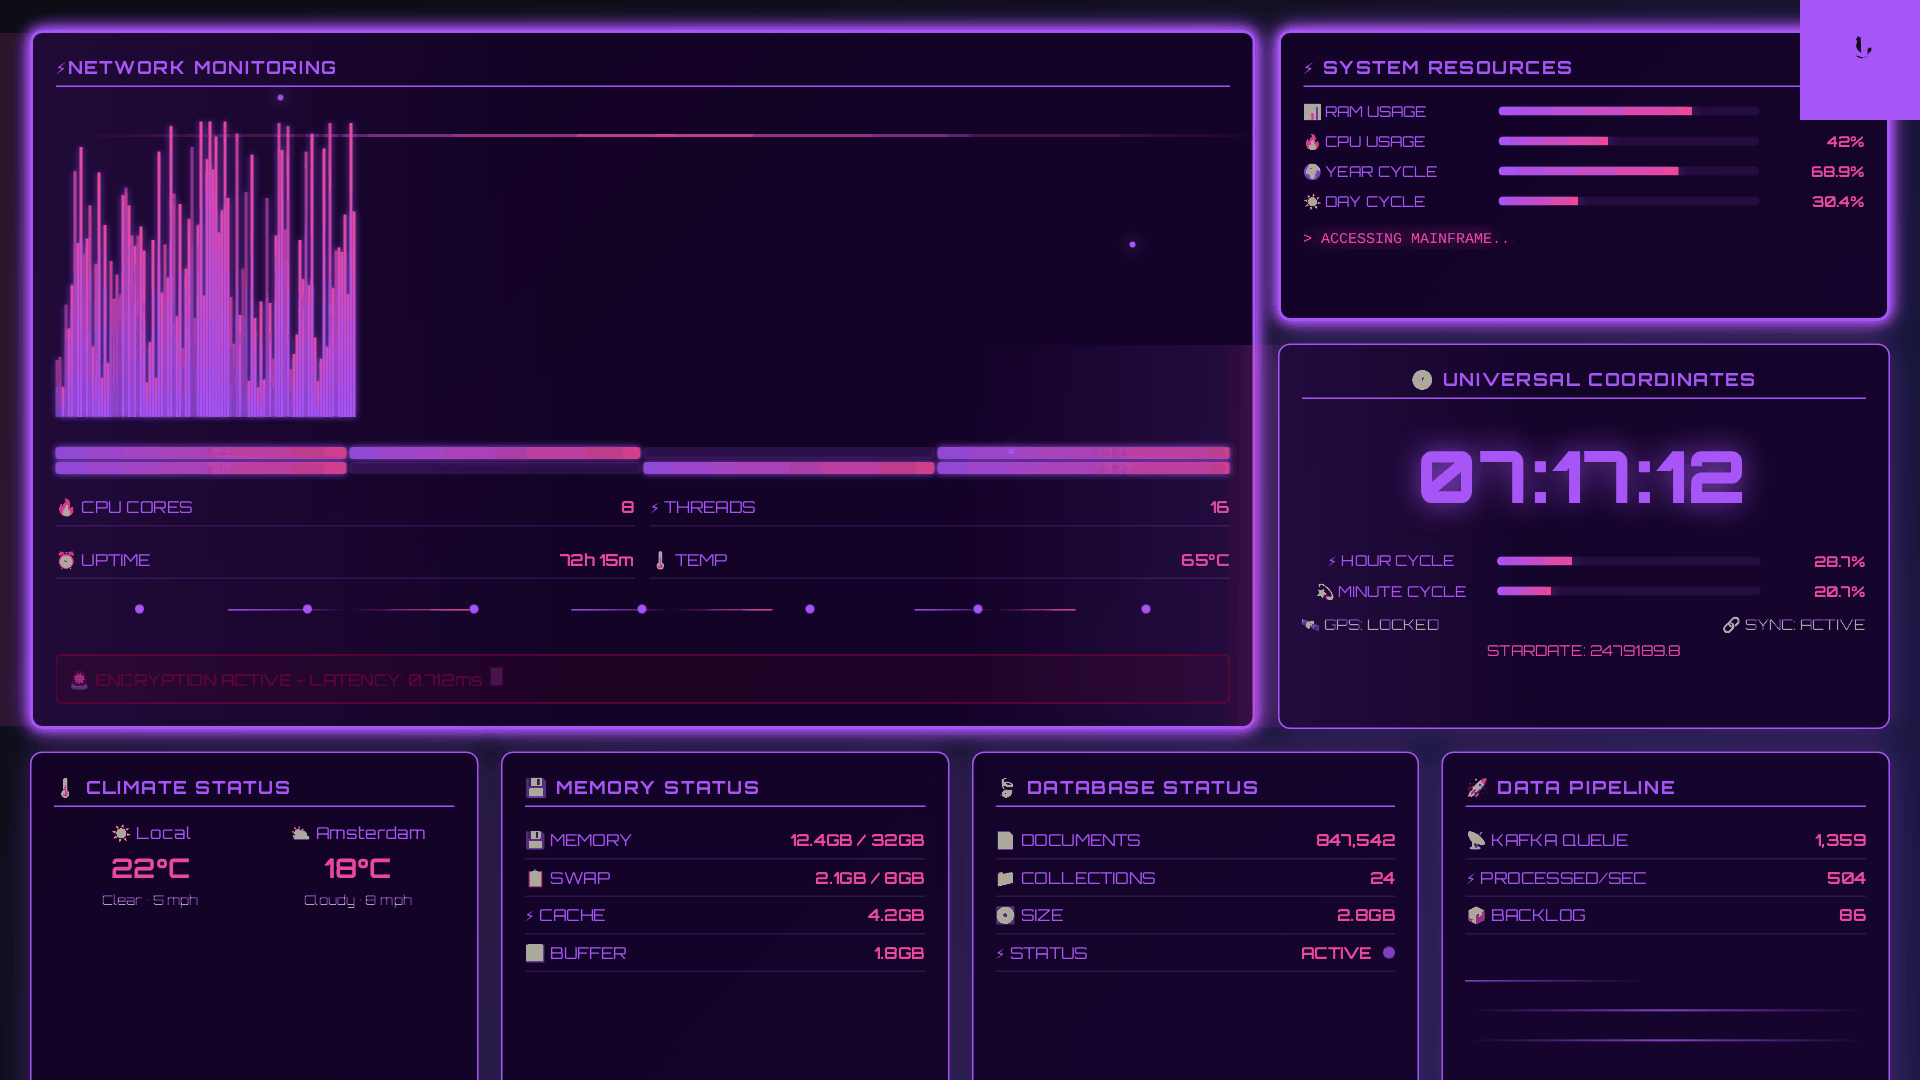 ⚡NETWORK MONITORING
CPU CORES 8
⚡ THREADS 16
UPTIME 72h 15m
TEMP 65°C
ENCRYPTION ACTIVE - LATENCY: 0.712ms
⚡ SYSTEM RESOURCES
RAM USAGE
CPU USAGE 42%
YEAR CYCLE 68.9%
DAY CYCLE 30.4%
> ACCESSING MAINFRAME..
UNIVERSAL COORDINATES
07:17:12
⚡ HOUR CYCLE 28.7%
MINUTE CYCLE 20.7%
GPS: LOCKED
SYNC: ACTIVE
STARDATE: 2479189.8
CLIMATE STATUS
Local
22°C
Clear · 5 mph
Amsterdam
18°C
Cloudy · 8 mph
MEMORY STATUS
MEMORY 12.4GB / 32GB
SWAP 2.1GB / 8GB
⚡ CACHE 4.2GB
BUFFER 1.8GB
DATABASE STATUS
DOCUMENTS 847,542
COLLECTIONS 24
SIZE 2.8GB
⚡ STATUS ACTIVE
DATA PIPELINE
KAFKA QUEUE 1,359
⚡ PROCESSED/SEC 504
BACKLOG 86